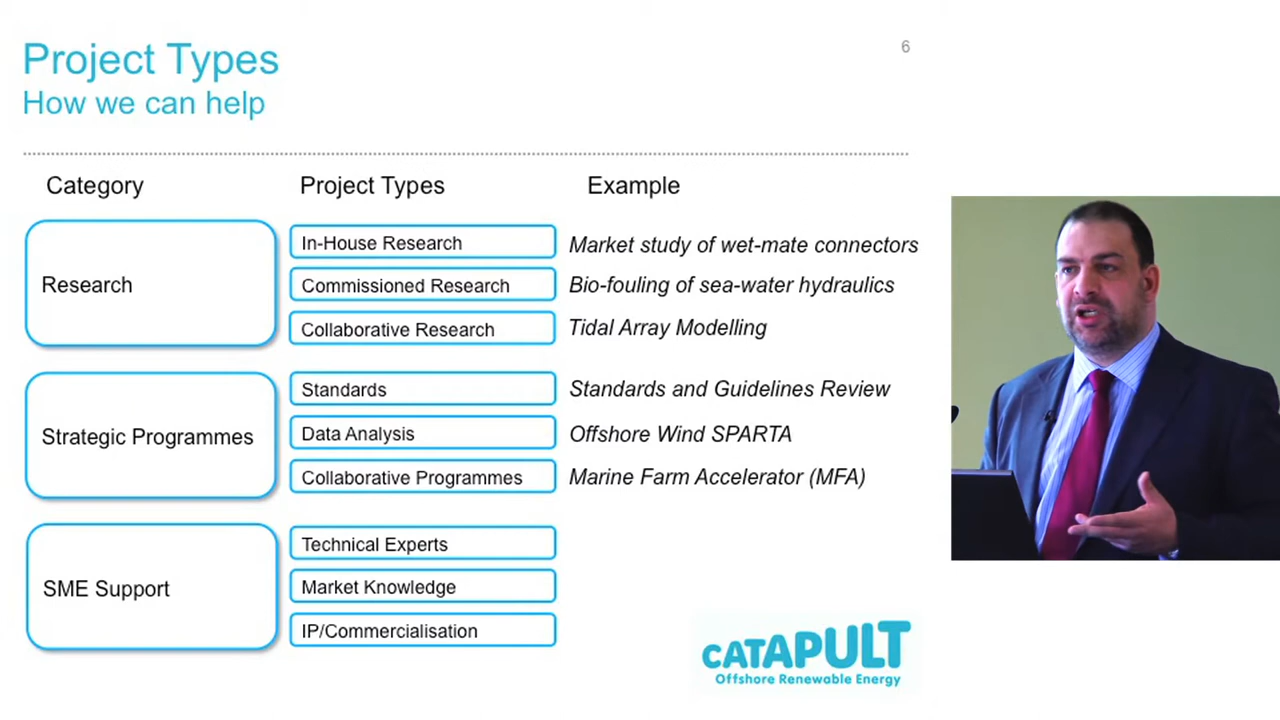 Project Types
How we can help
6
Category
Project Types
Example
Research
In-House Research
Market study of wet-mate connectors
Commissioned Research
Bio-fouling of sea-water hydraulics
Collaborative Research
Tidal Array Modelling
Strategic Programmes
Standards
Standards and Guidelines Review
Data Analysis
Offshore Wind SPARTA
Collaborative Programmes
Marine Farm Accelerator (MFA)
SME Support
Technical Experts
Market Knowledge
IP/Commercialisation
CATAPULT
Offshore Renewable Energy